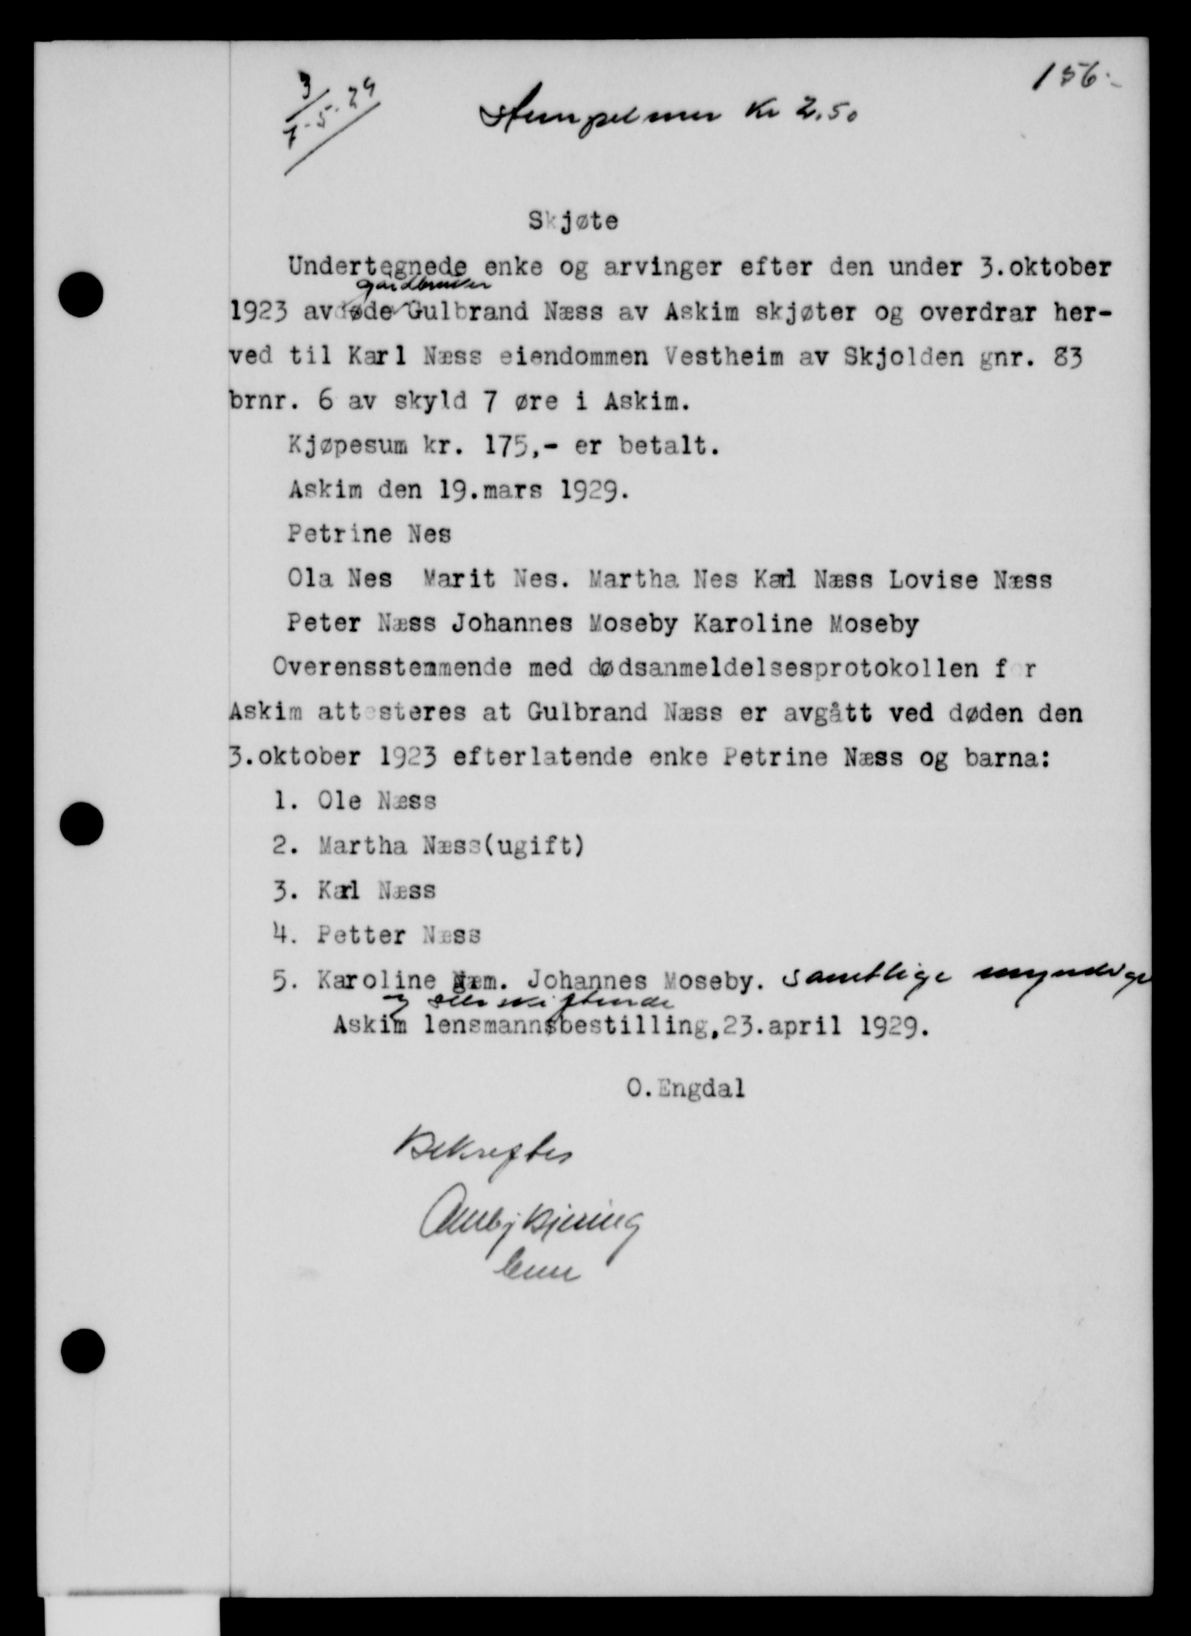 156.
3/7-5-29
Stempelmer Kr 2.50
Skjøte
Undertegnede enke og arvinger efter den under 3.oktober
gardbruker
1923 avdøde Gulbrand Næss av Askim skjøter og overdrar her-
ved til Karl Næss eiendommen Vestheim av Skjolden gnr. 83
brnr. 6 av skyld 7 øre i Askim.
Kjøpesum kr. 175,- er betalt.
Askim den 19.mars 1929.
Petrine Nes
Ola Nes Marit Nes. Martha Nes Karl Næss Lovise Næss
Peter Næss Johannes Moseby Karoline Moseby
Overensstemmende med dødsanmeldelsesprotokollen for
Askim attesteres at Gulbrand Næss er avgått ved døden den
3.oktober 1923 efterlatende enke Petrine Næss og barna:
1. Ole Næss
2. Martha Næss(ugift)
3. Karl Næss
4. Petter Næss
5. Karoline m. Johannes Moseby. Samtlige myndige
og selvskiftende
Askim lensmannsbestilling,23.april 1929.
O.Engdal
Bekreftes